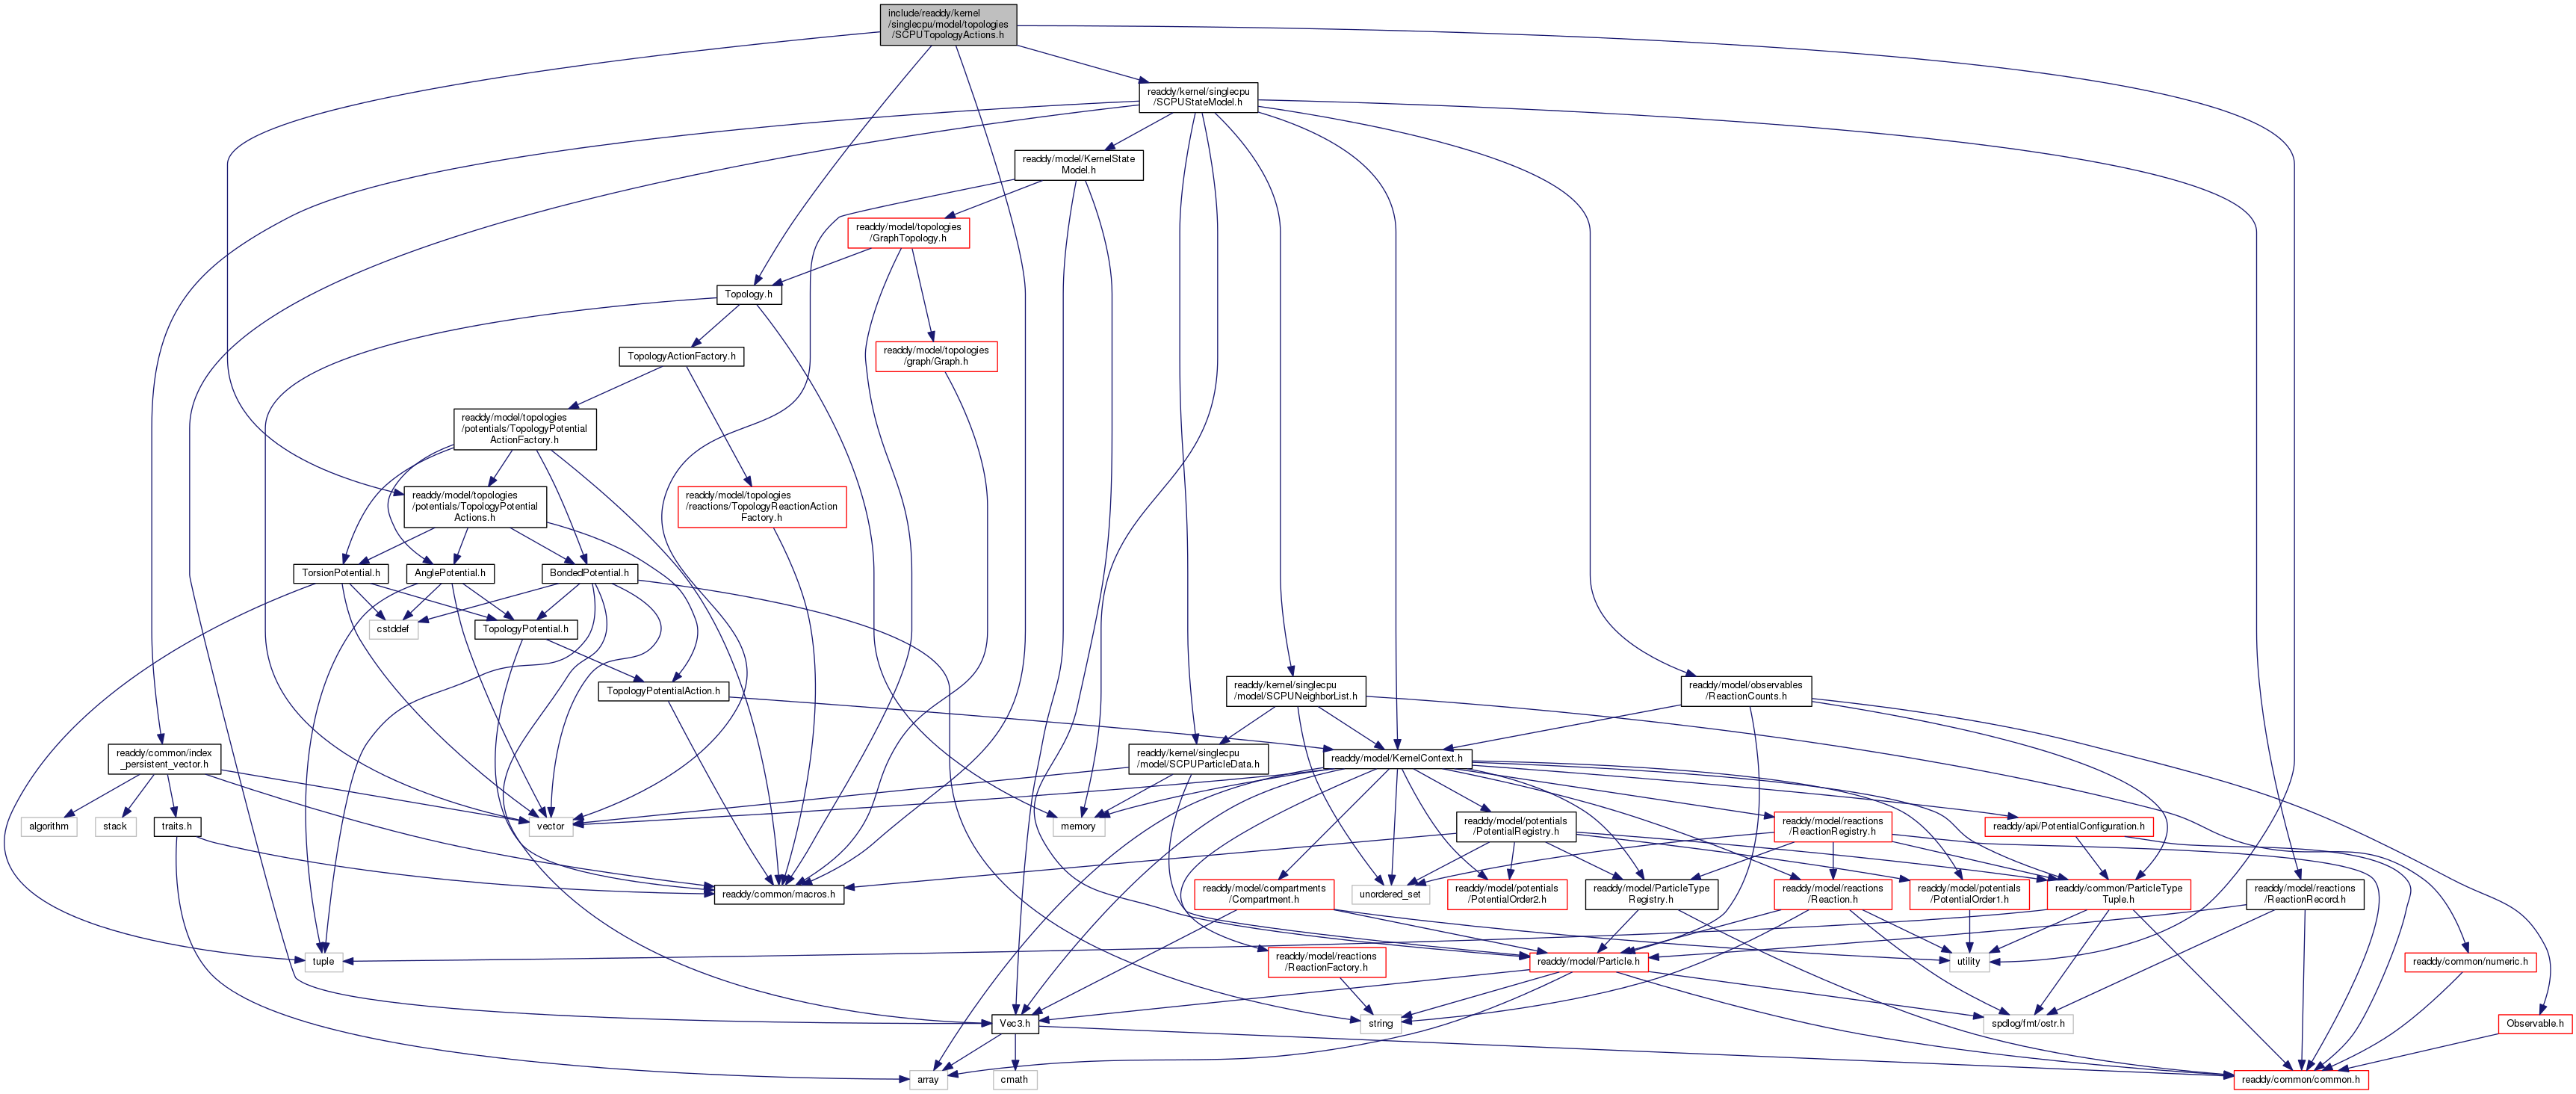 include/readdy/kernel
/singlecpu/model/topologies
/SCPUTopologyActions.h
readdy/kernel/singlecpu
/SCPUStateModel.h
readdy/model/KernelState
Model.h
readdy/model/topologies
/GraphTopology.h
Topology.h
TopologyActionFactory.h
readdy/model/topologies
/graph/Graph.h
readdy/model/topologies
/potentials/TopologyPotential
ActionFactory.h
readdy/model/topologies
/potentials/TopologyPotential
Actions.h
readdy/model/topologies
/reactions/TopologyReactionAction
Factory.h
TorsionPotential.h
AnglePotential.h
BondedPotential.h
cstddef
TopologyPotential.h
TopologyPotentialAction.h
readdy/kernel/singlecpu
/model/SCPUNeighborList.h
readdy/model/observables
/ReactionCounts.h
readdy/common/index
_persistent_vector.h
readdy/kernel/singlecpu
/model/SCPUParticleData.h
readdy/model/KernelContext.h
algorithm
stack
traits.h
vector
memory
readdy/model/potentials
/PotentialRegistry.h
readdy/model/reactions
/ReactionRegistry.h
readdy/api/PotentialConfiguration.h
readdy/common/macros.h
readdy/model/compartments
/Compartment.h
unordered_set
readdy/model/potentials
/PotentialOrder2.h
readdy/model/ParticleType
Registry.h
readdy/model/reactions
/Reaction.h
readdy/model/potentials
/PotentialOrder1.h
readdy/common/ParticleType
Tuple.h
readdy/model/reactions
/ReactionRecord.h
tuple
readdy/model/reactions
/ReactionFactory.h
readdy/model/Particle.h
utility
readdy/common/numeric.h
Vec3.h
string
spdlog/fmt/ostr.h
Observable.h
array
cmath
readdy/common/common.h